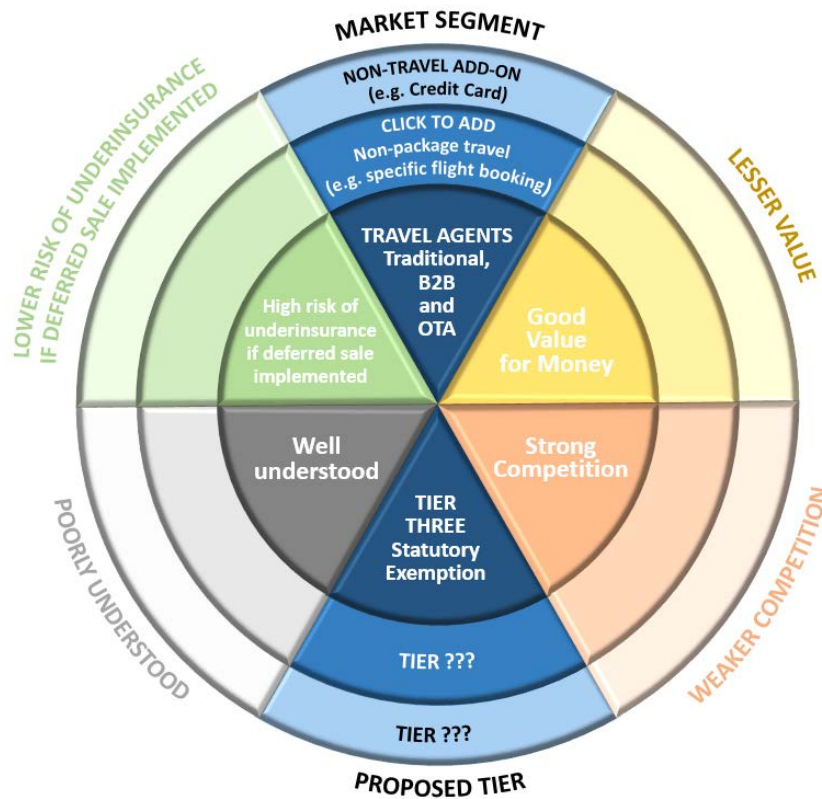 MARKET SEGMENT
NON-TRAVEL ADD-ON
(e.g. Credit Card)
CLICK TO ADD
Non-package travel
(e.g. specific flight booking)
TRAVEL AGENTS
Traditional,
B2B
and
OTA
LOWER RISK OF UNDERINSURANCE
IF DEFERRED SALE IMPLEMENTED
High risk of
underinsurance
if deferred sale
implemented
LESSER VALUE
Good
Value
for Money
Well
understood
POORLY UNDERSTOOD
Strong
Competition
WEAKER COMPETITION
TIER
THREE
Statutory
Exemption
TIER ???
TIER ???
PROPOSED TIER